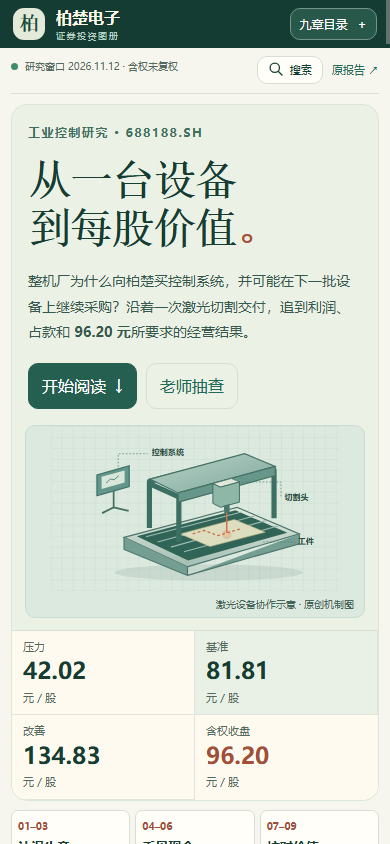 柏
柏楚电子
证券投资图册
九章目录 +
研究窗口 2026.11.12 · 含权未复权
搜索
原报告 ↗
工业控制研究 • 688188.SH
从一台设备
到每股价值。
整机厂为什么向柏楚买控制系统，并可能在下一批设
备上继续采购？沿着一次激光切割交付，追到利润、
占款和 96.20 元所要求的经营结果。
开始阅读 ↓
老师抽查
控制系统
切割头
工件
激光设备协作示意 · 原创机制图
压力
42.02
元 / 股
基准
81.81
元 / 股
改善
134.83
元 / 股
含权收盘
96.20
元 / 股
01–03
04–06
07–09